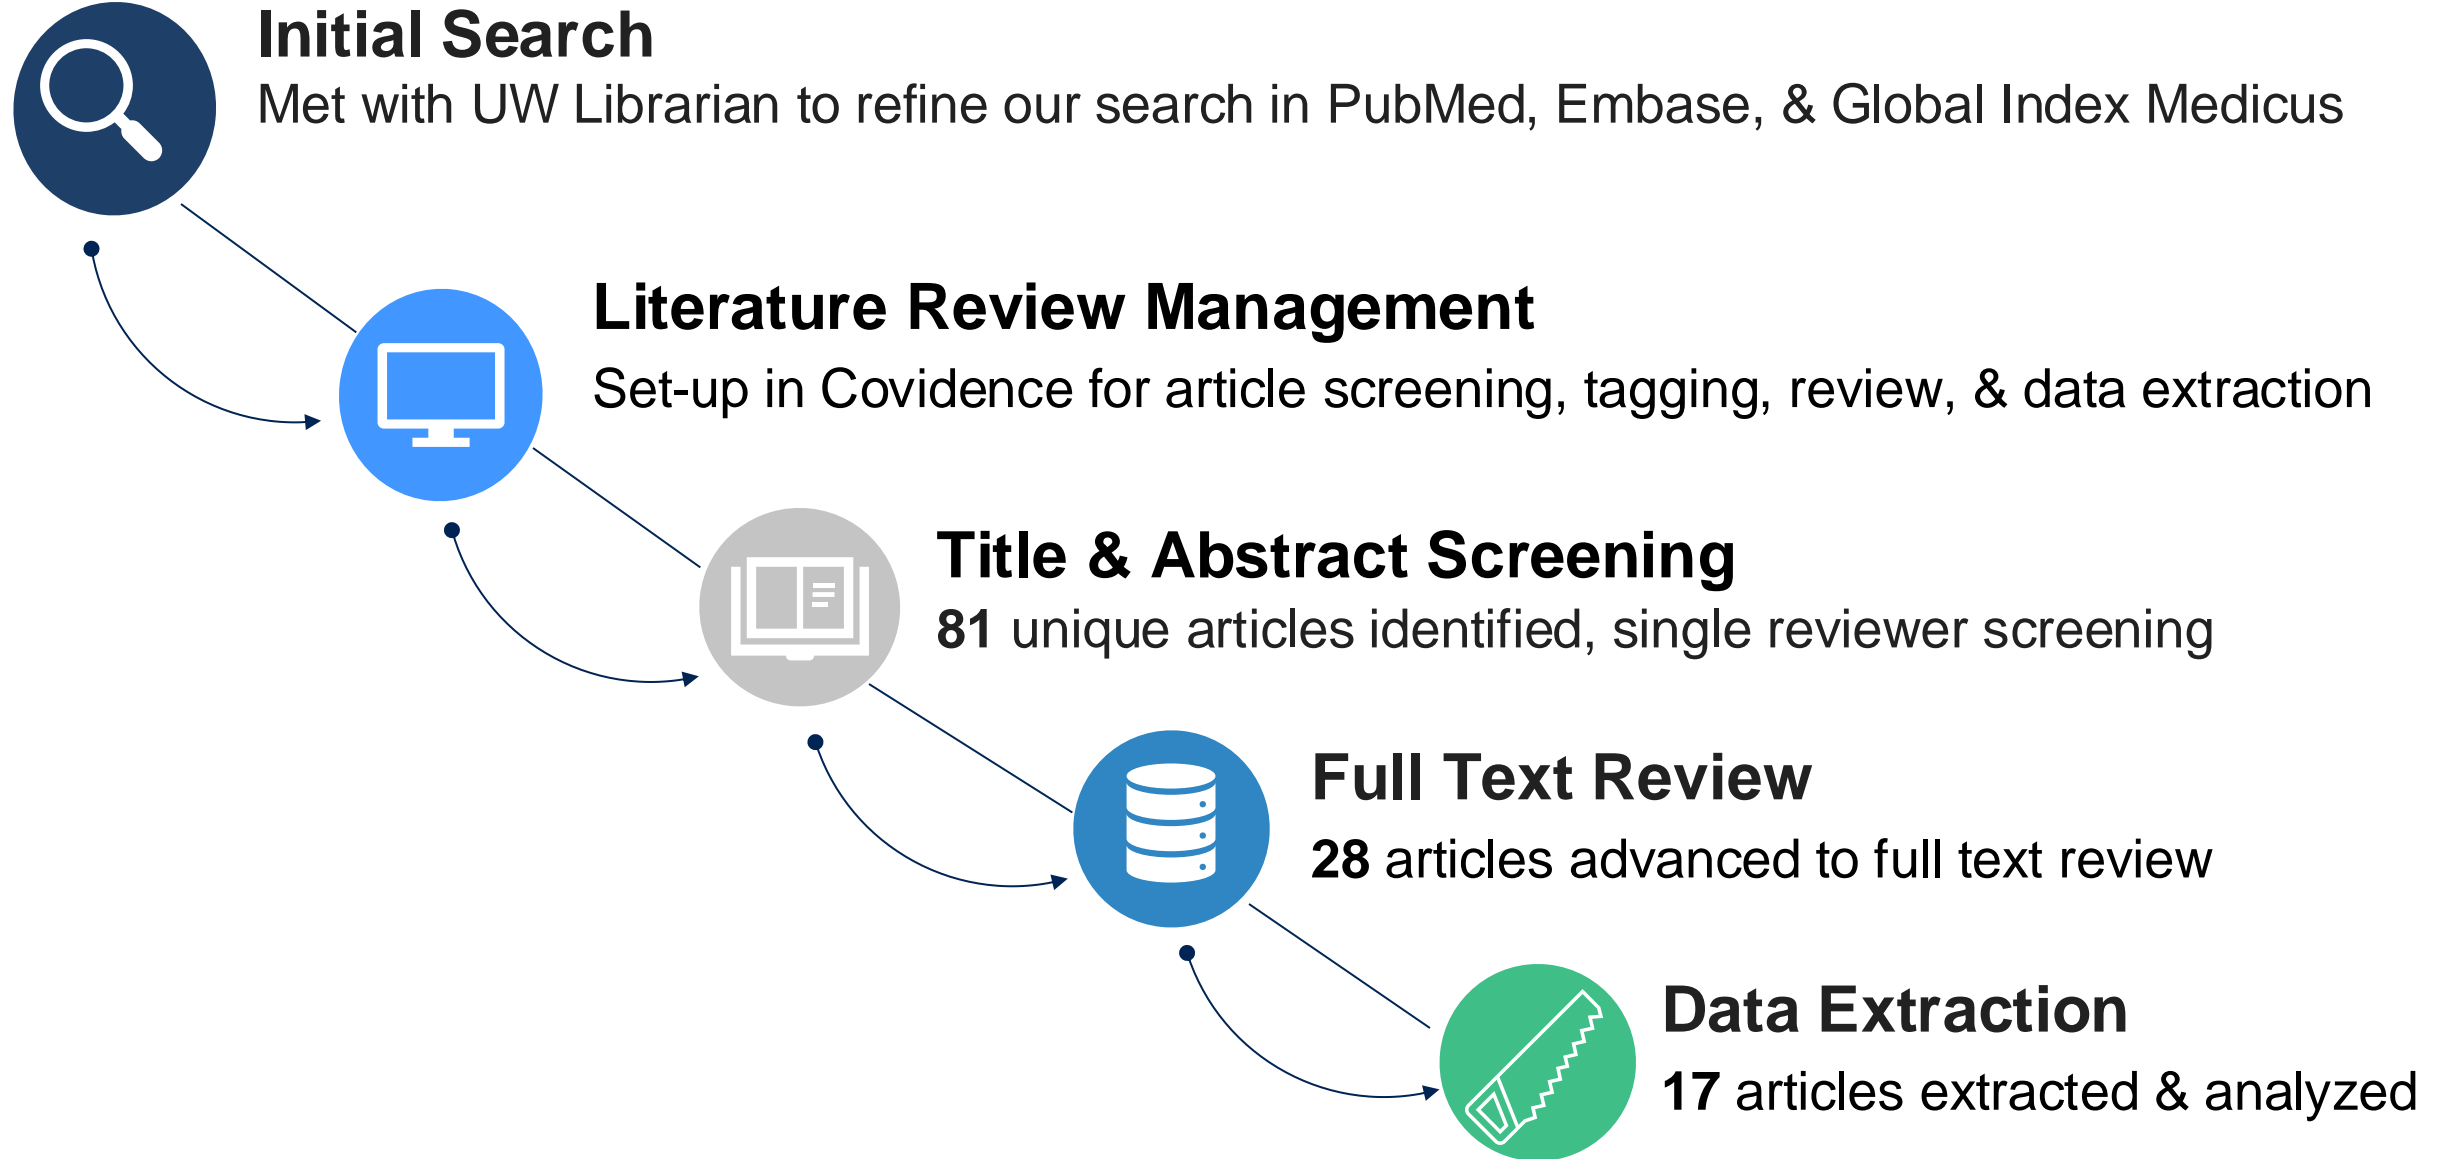 Initial Search
Met with UW Librarian to refine our search in PubMed, Embase, & Global Index Medicus
Literature Review Management
Set-up in Covidence for article screening, tagging, review, & data extraction
Title & Abstract Screening
81 unique articles identified, single reviewer screening
Full Text Review
28 articles advanced to full text review
Data Extraction
17 articles extracted & analyzed